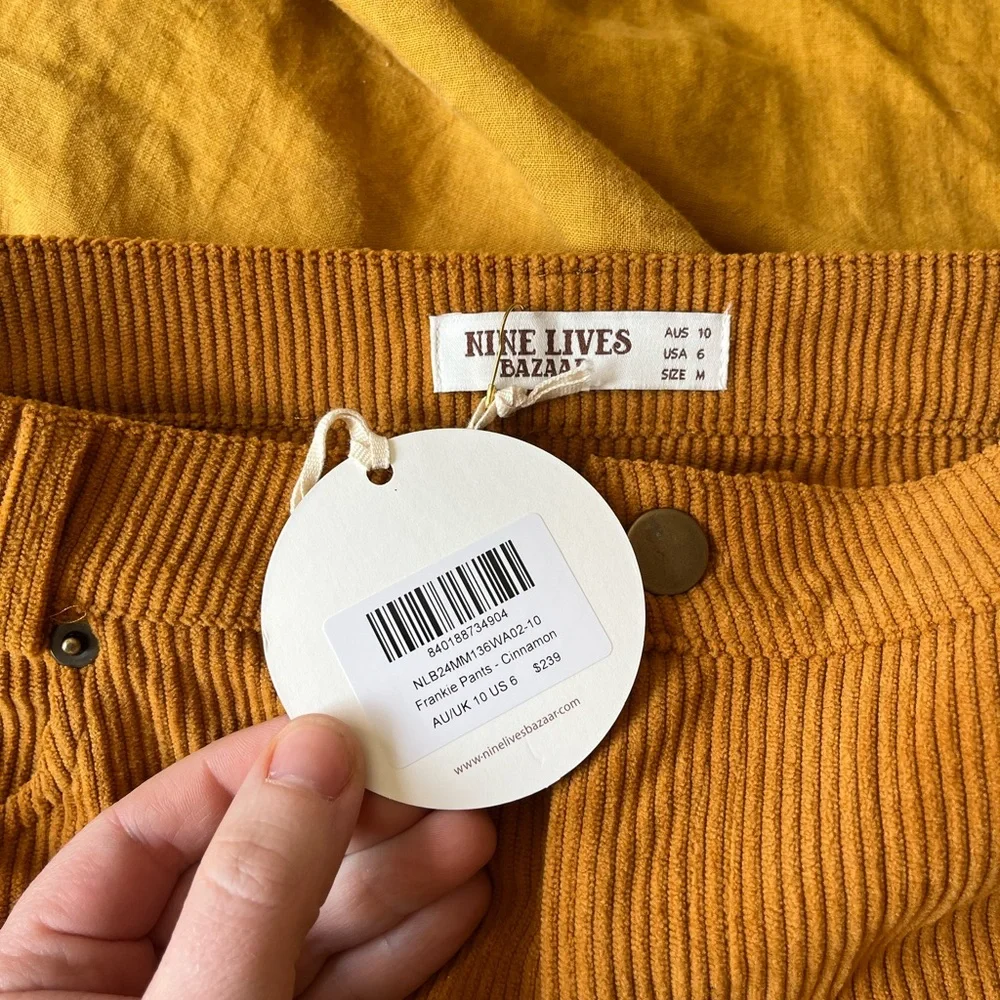 NINE LIVES
BAZAAR
AUS 10
USA 6
SIZE M
840188734904
NLB24MM136WA02-10
Frankie Pants - Cinnamon
AU/UK 10 US 6 $239
www.ninelivesbazaar.com